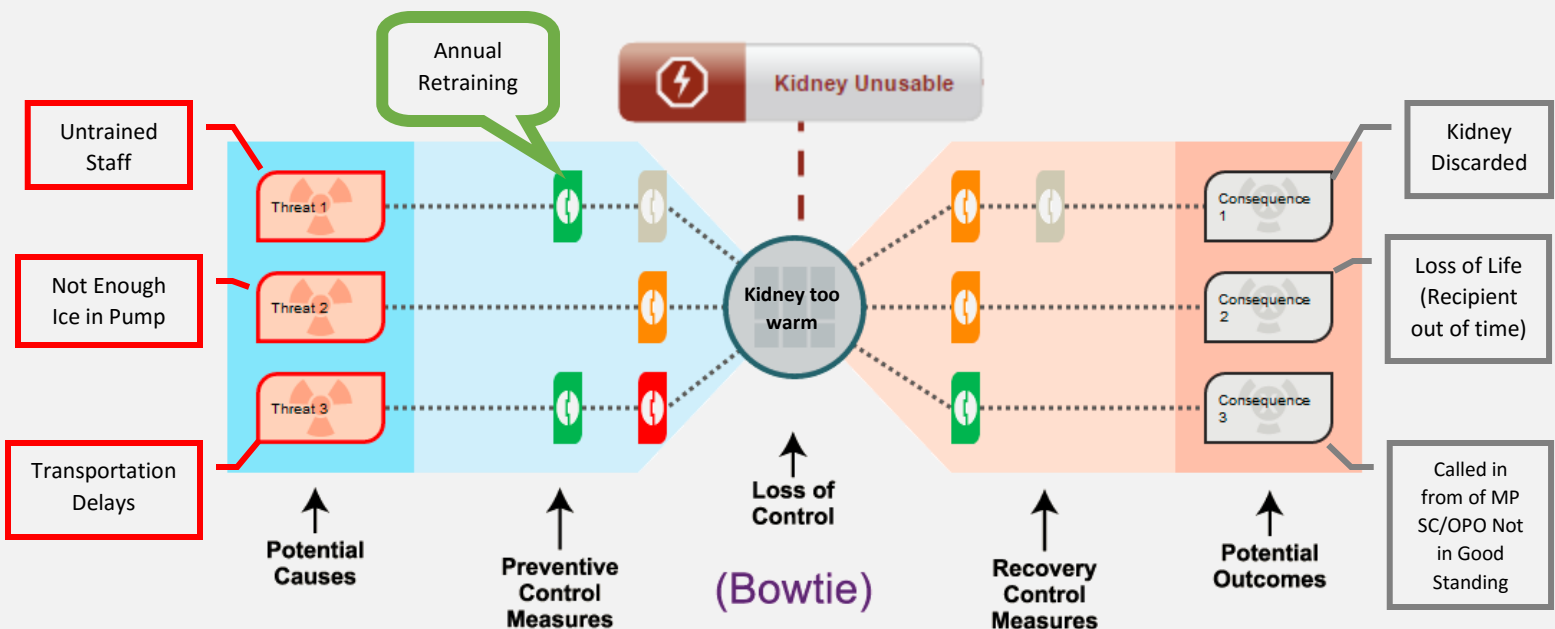 Annual
Retraining
Kidney Unusable
Untrained
Staff
Kidney
Discarded
Threat 1
Consequence
1
Not Enough
Ice in Pump
Threat 2
Kidney too
warm
Consequence
2
Loss of Life
(Recipient
out of time)
Threat 3
Consequence
3
Transportation
Delays
Called in
from of MP
SC/OPO Not
in Good
Standing
Potential
Causes
Preventive
Control
Measures
Loss of
Control
(Bowtie)
Recovery
Control
Measures
Potential
Outcomes